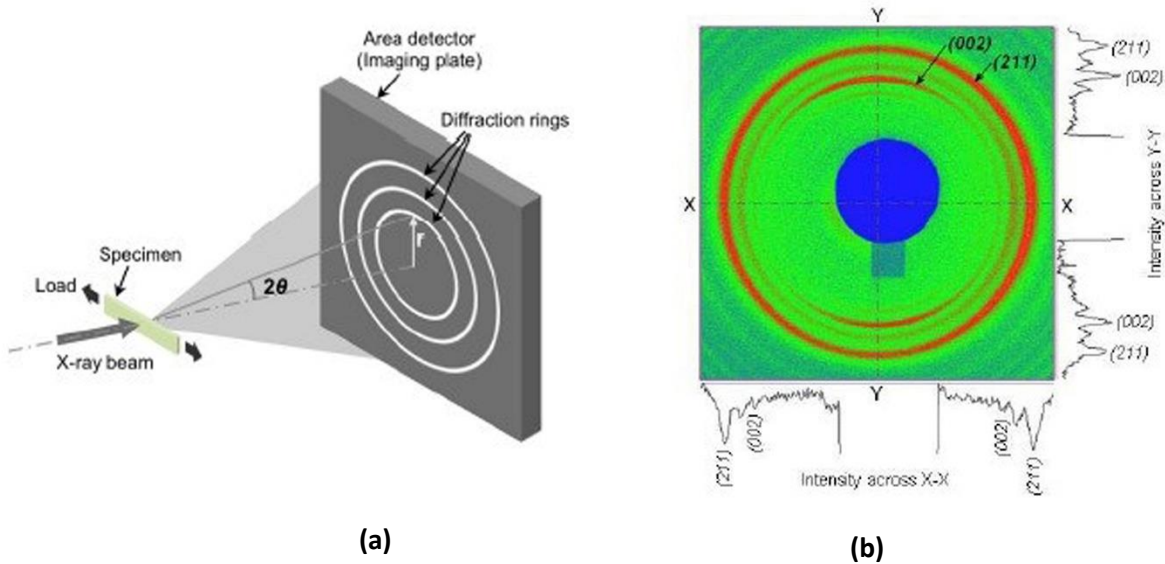 Area detector
(Imaging plate)
Diffraction rings
r
2θ
Specimen
Load
X-ray beam
(a)
Y
(002)
(211)
X
X
Y
(211)
(002)
Intensity across Y-Y
(002)
(211)
(211)
(002)
(002)
(211)
Intensity across X-X
(b)